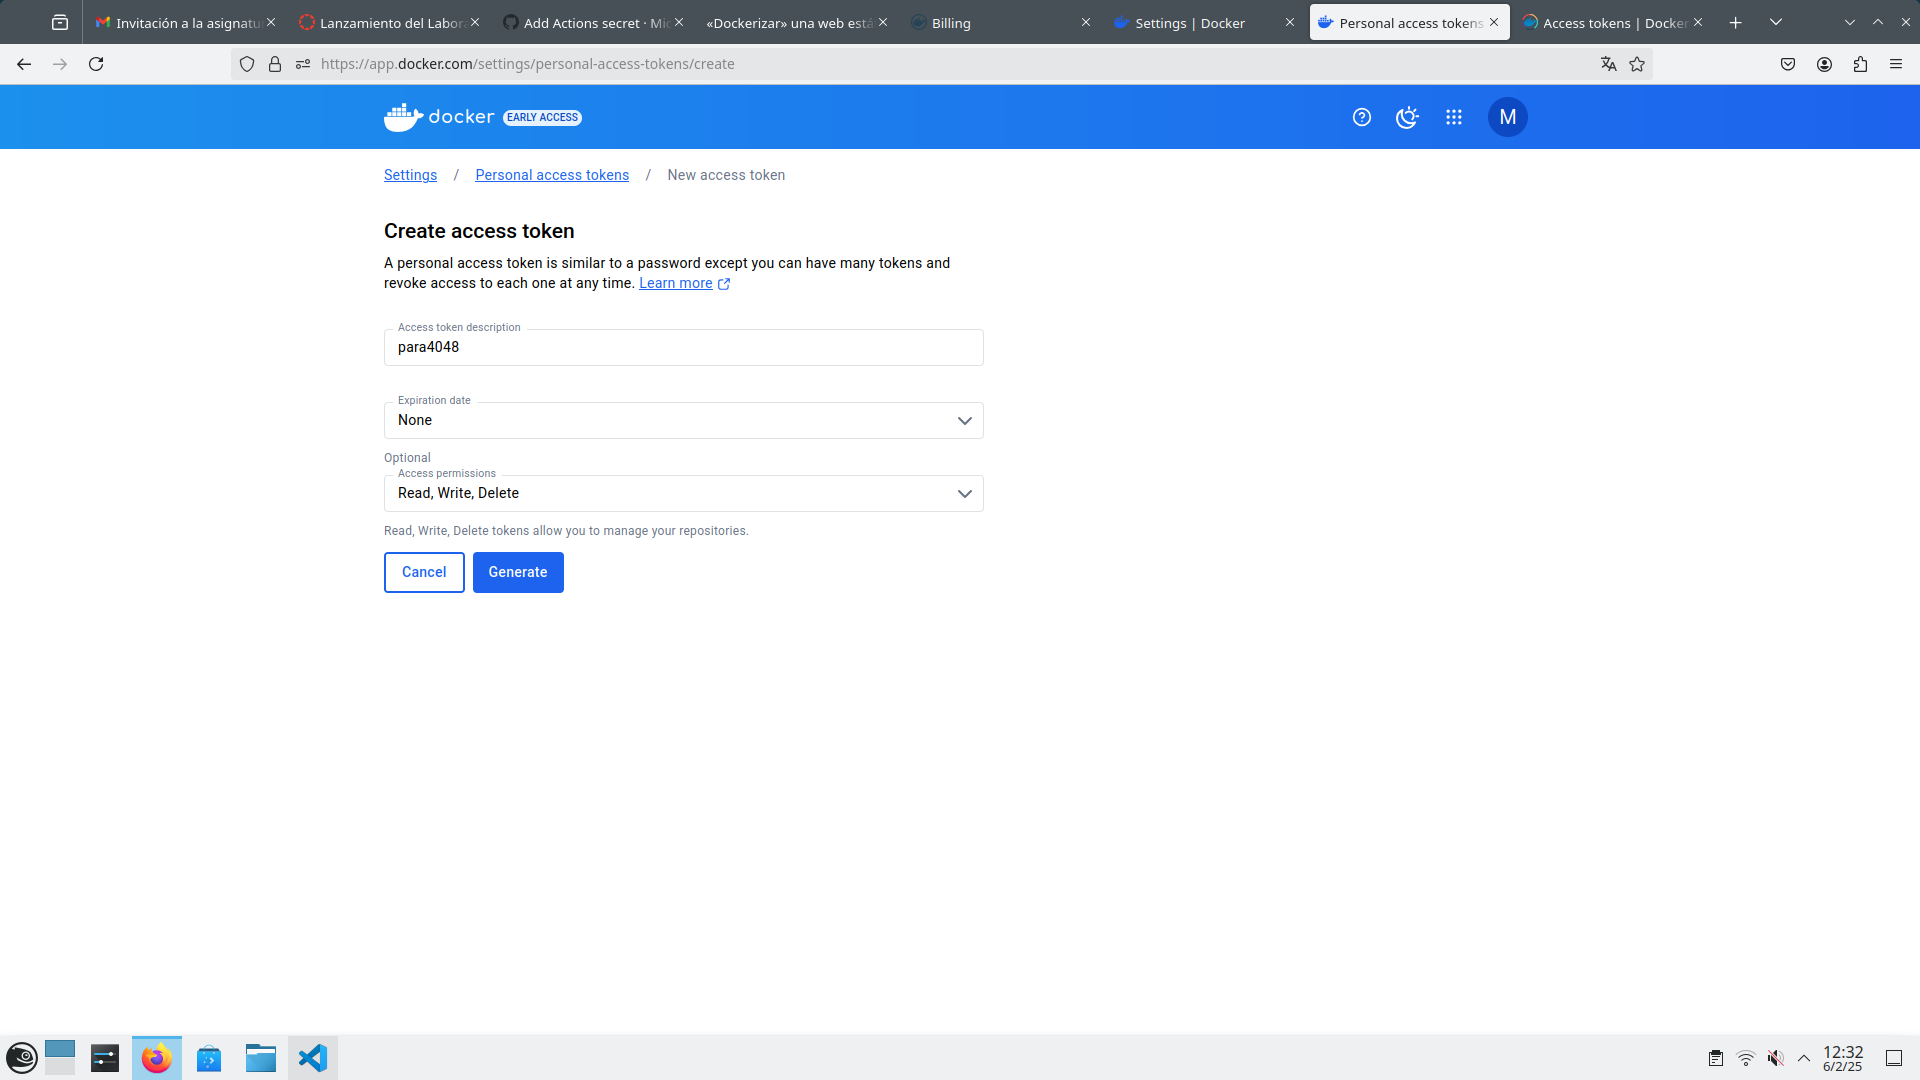 Invitación a la asignatu
Lanzamiento del Labor
Add Actions secret · Mi
«Dockerizar» una web está
Billing
Settings | Docker
Personal access tokens
Access tokens | Docker
https://app.docker.com/settings/personal-access-tokens/create
docker EARLY ACCESS
M
Settings / Personal access tokens / New access token
Create access token
A personal access token is similar to a password except you can have many tokens and
revoke access to each one at any time. Learn more
Access token description
para4048
Expiration date
None
Optional
Access permissions
Read, Write, Delete
Read, Write, Delete tokens allow you to manage your repositories.
Cancel
Generate
12:32
6/2/25